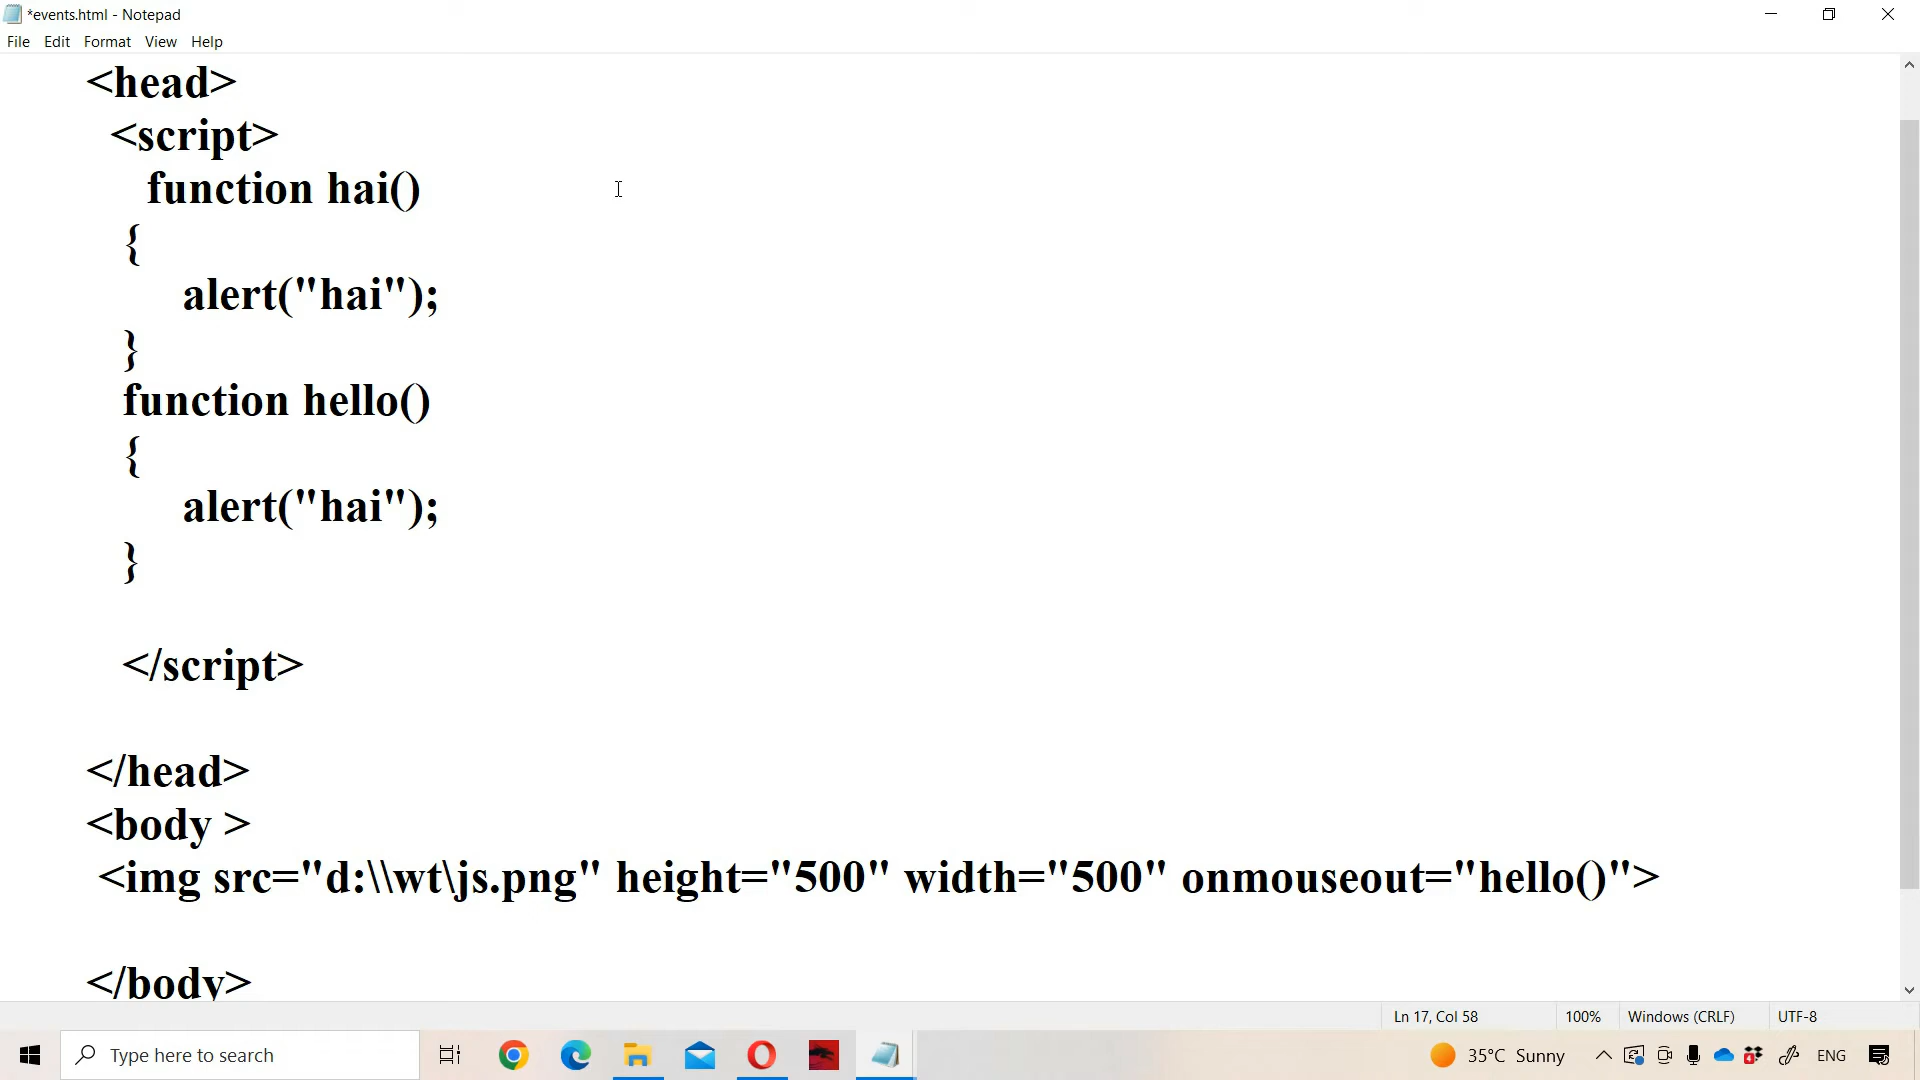 *events.html - Notepad
File Edit Format View Help
<head>
<script>
function hai()
{
alert("hai");
}
function hello()
{
alert("hai");
}
</script>
</head>
<body >
<img src="d:\\wt\js.png" height="500" width="500" onmouseout="hello()">
</body>
Ln 17, Col 58 100% Windows (CRLF) UTF-8
Type here to search 35°C Sunny ENG